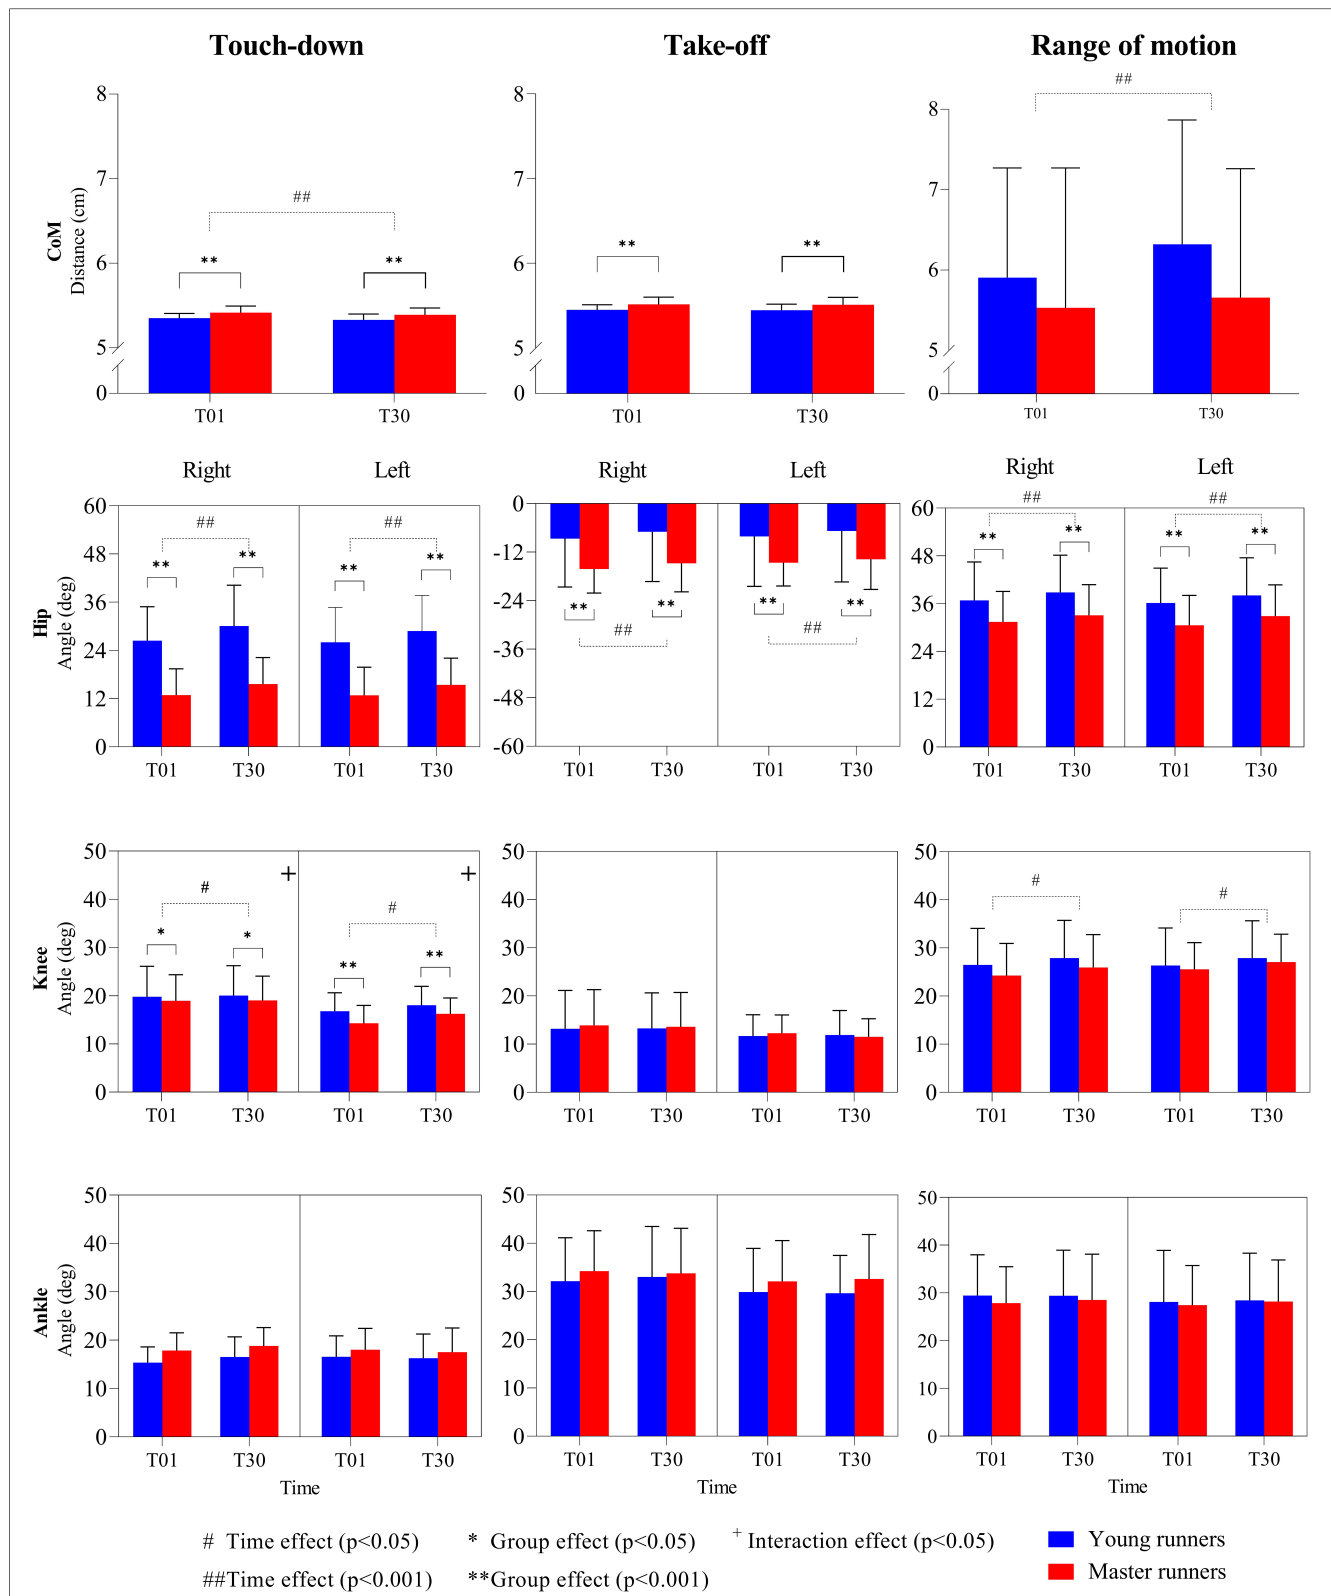 Touch-down Take-off Range of motion
CoM
Distance (cm)
8
7
6
5
0
##
** **
T01 T30
8
7
6
5
0
** **
T01 T30
8
7
6
5
0
##
T01 T30
Hip
Angle (deg)
Right Left
60
48
36
24
12
0
## ##
** ** ** **
T01 T30 T01 T30
Right Left
0
-12
-24
-36
-48
-60
** ** ** **
## ##
T01 T30 T01 T30
Right Left
60
48
36
24
12
0
## ##
** ** ** **
T01 T30 T01 T30
Knee
Angle (deg)
50
40
30
20
10
0
+ +
# #
* * ** **
T01 T30 T01 T30
50
40
30
20
10
0
T01 T30 T01 T30
50
40
30
20
10
0
# #
T01 T30 T01 T30
Ankle
Angle (deg)
50
40
30
20
10
0
T01 T30 T01 T30
Time
50
40
30
20
10
0
T01 T30 T01 T30
Time
50
40
30
20
10
0
T01 T30 T01 T30
Time
# Time effect (p<0.05) * Group effect (p<0.05) + Interaction effect (p<0.05) Young runners
##Time effect (p<0.001) **Group effect (p<0.001) Master runners